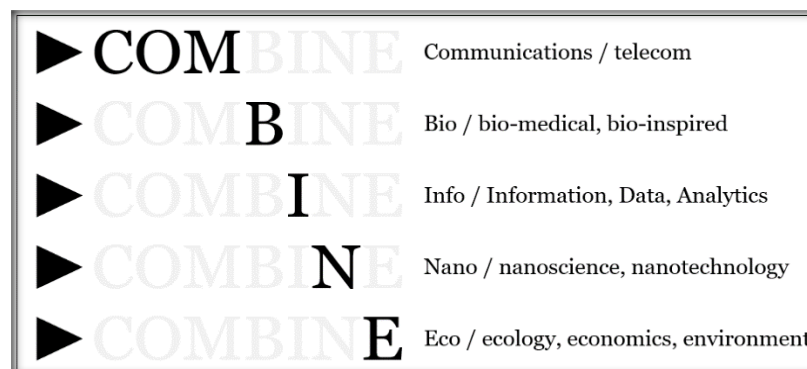 COMBINE Communications / telecom
COMBINE Bio / bio-medical, bio-inspired
COMBINE Info / Information, Data, Analytics
COMBINE Nano / nanoscience, nanotechnology
COMBINE Eco / ecology, economics, environment